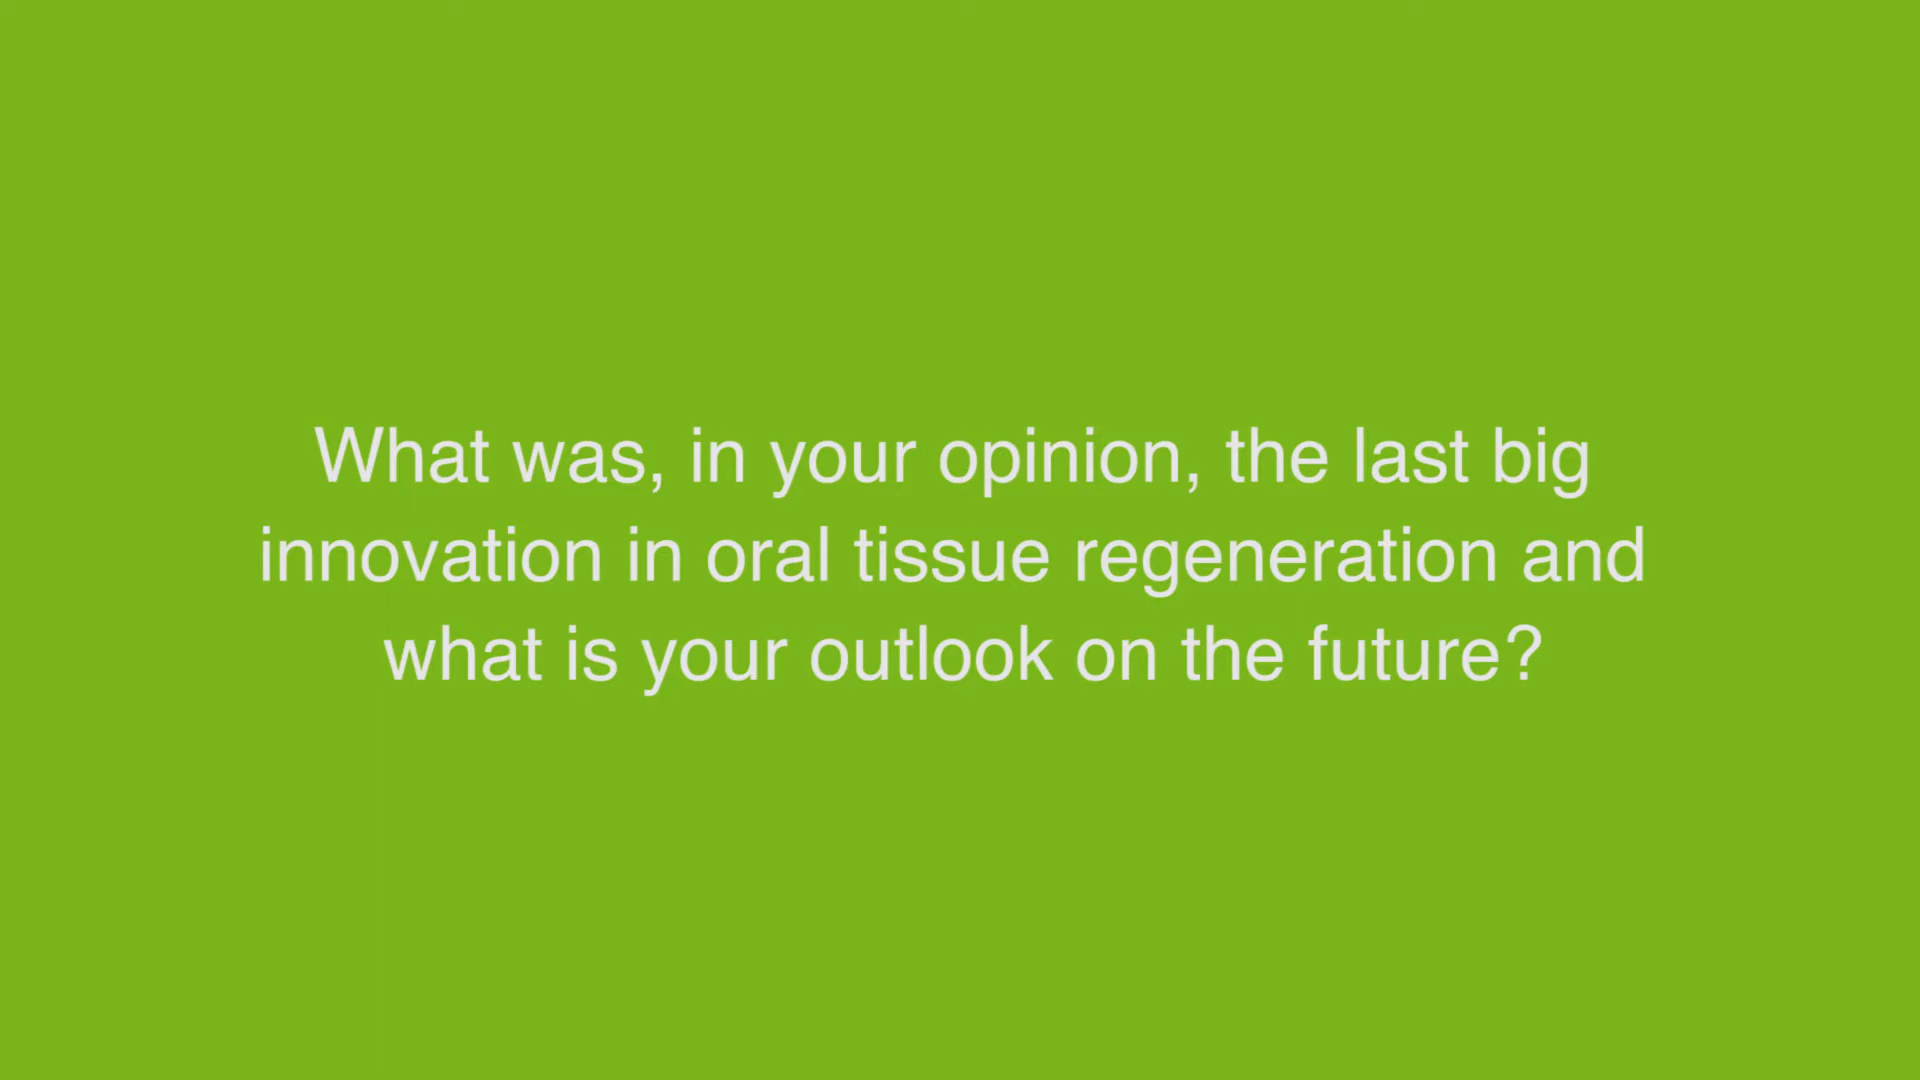 What was, in your opinion, the last big
innovation in oral tissue regeneration and
what is your outlook on the future?